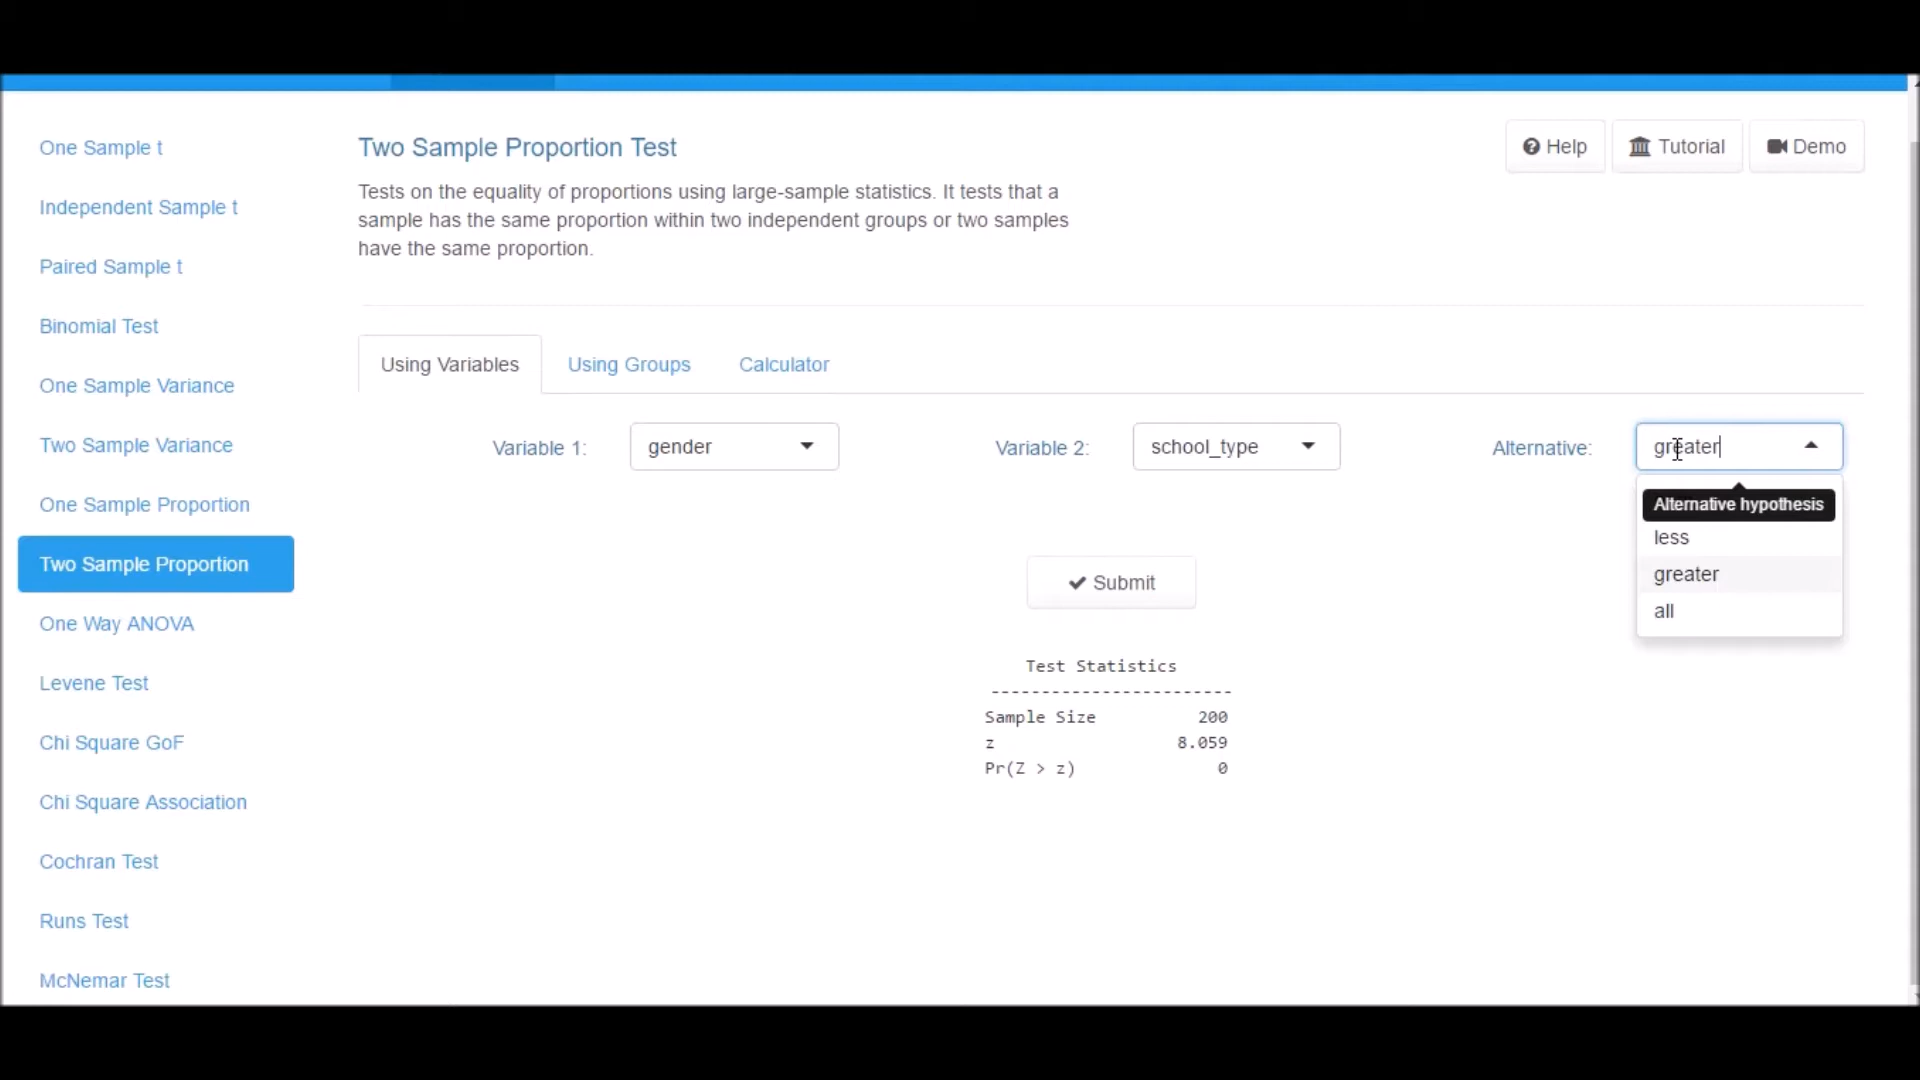 One Sample t
Independent Sample t
Paired Sample t
Binomial Test
One Sample Variance
Two Sample Variance
One Sample Proportion
Two Sample Proportion
One Way ANOVA
Levene Test
Chi Square GoF
Chi Square Association
Cochran Test
Runs Test
McNemar Test
Two Sample Proportion Test
Help
Tutorial
Demo
Tests on the equality of proportions using large-sample statistics. It tests that a
sample has the same proportion within two independent groups or two samples
have the same proportion.
Using Variables
Using Groups
Calculator
Variable 1:
gender
Variable 2:
school_type
Alternative:
greater
Alternative hypothesis
less
greater
all
Submit
Test Statistics
------------------------
Sample Size 200
z 8.059
Pr(Z > z) 0